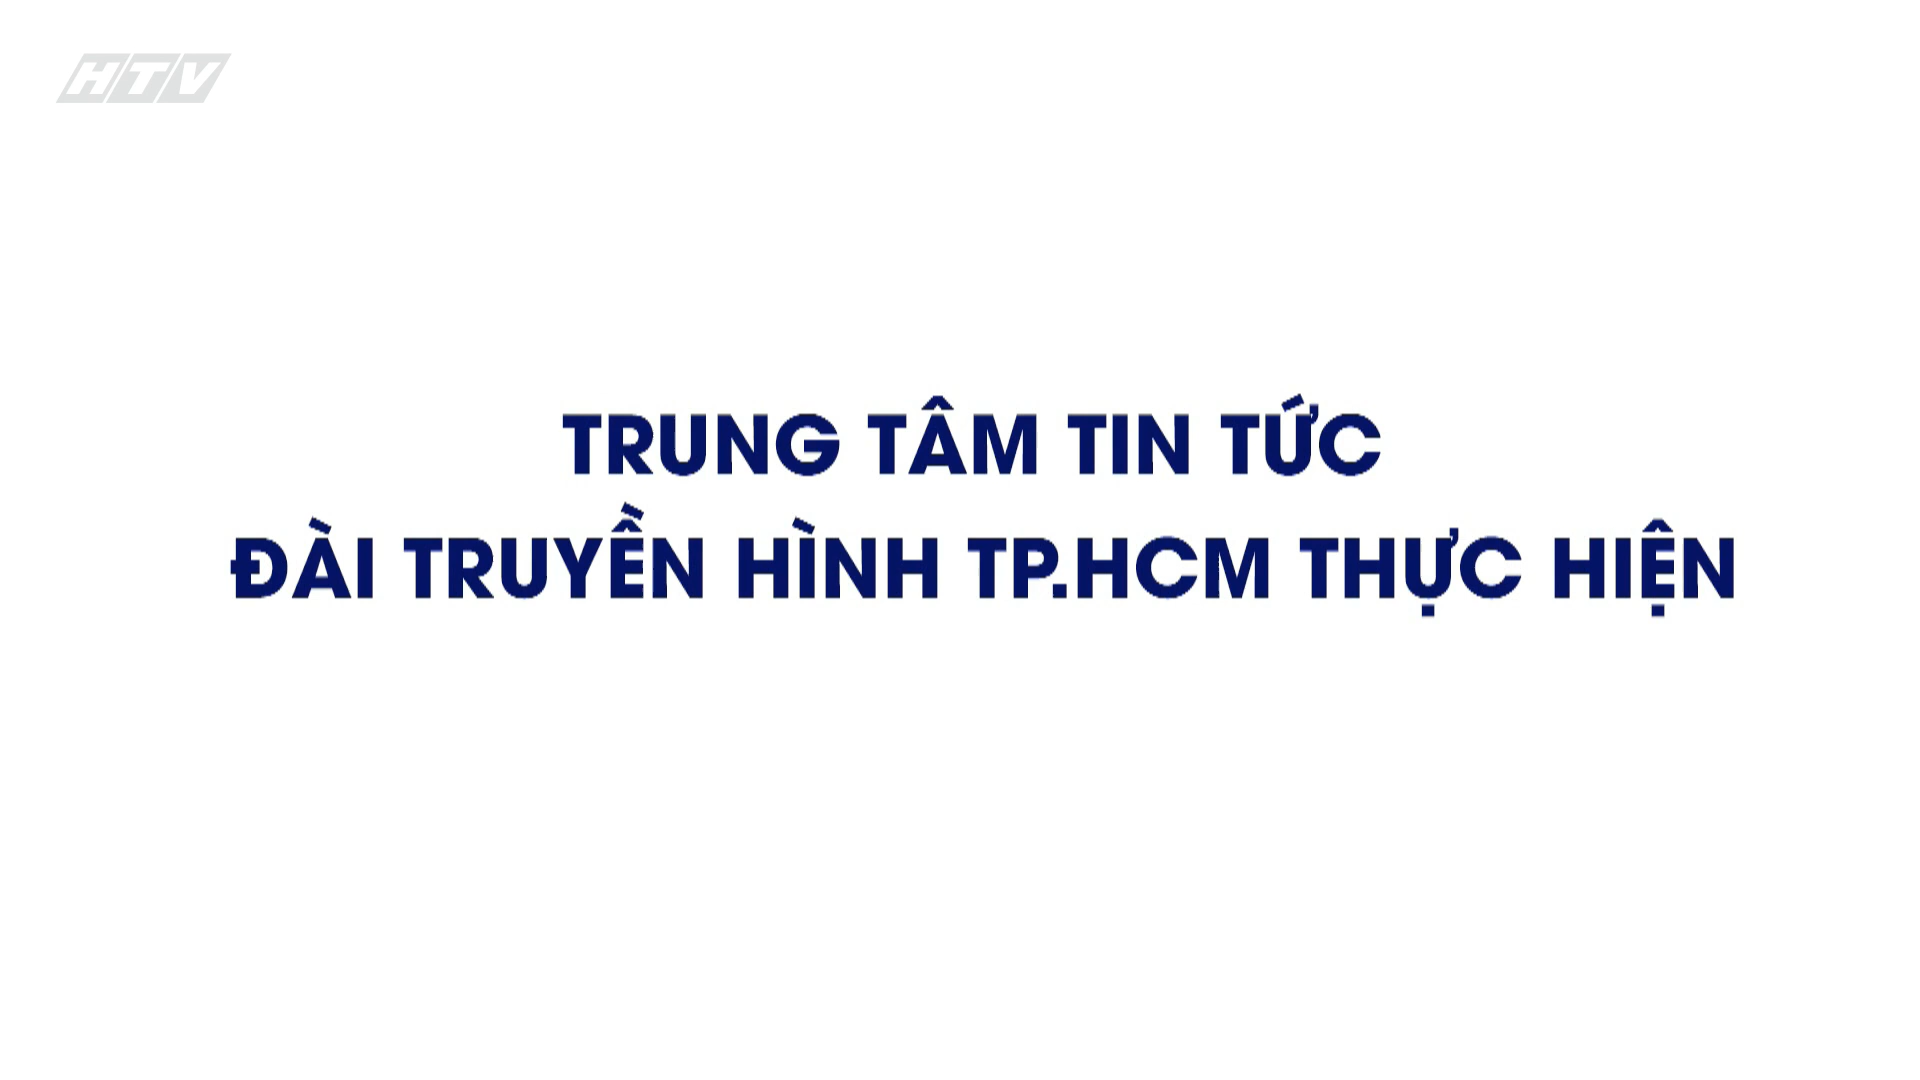 HTV
TRUNG TÂM TIN TỨC
ĐÀI TRUYỀN HÌNH TP.HCM THỰC HIỆN